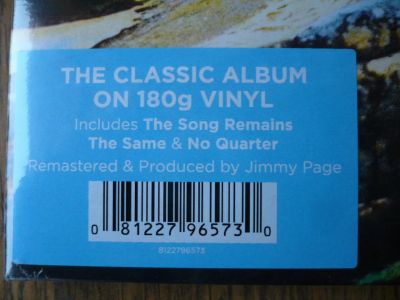 THE CLASSIC ALBUM
ON 180g VINYL
Includes The Song Remains
The Same & No Quarter
Remastered & Produced by Jimmy Page
0 81227 96573 0
8122796573